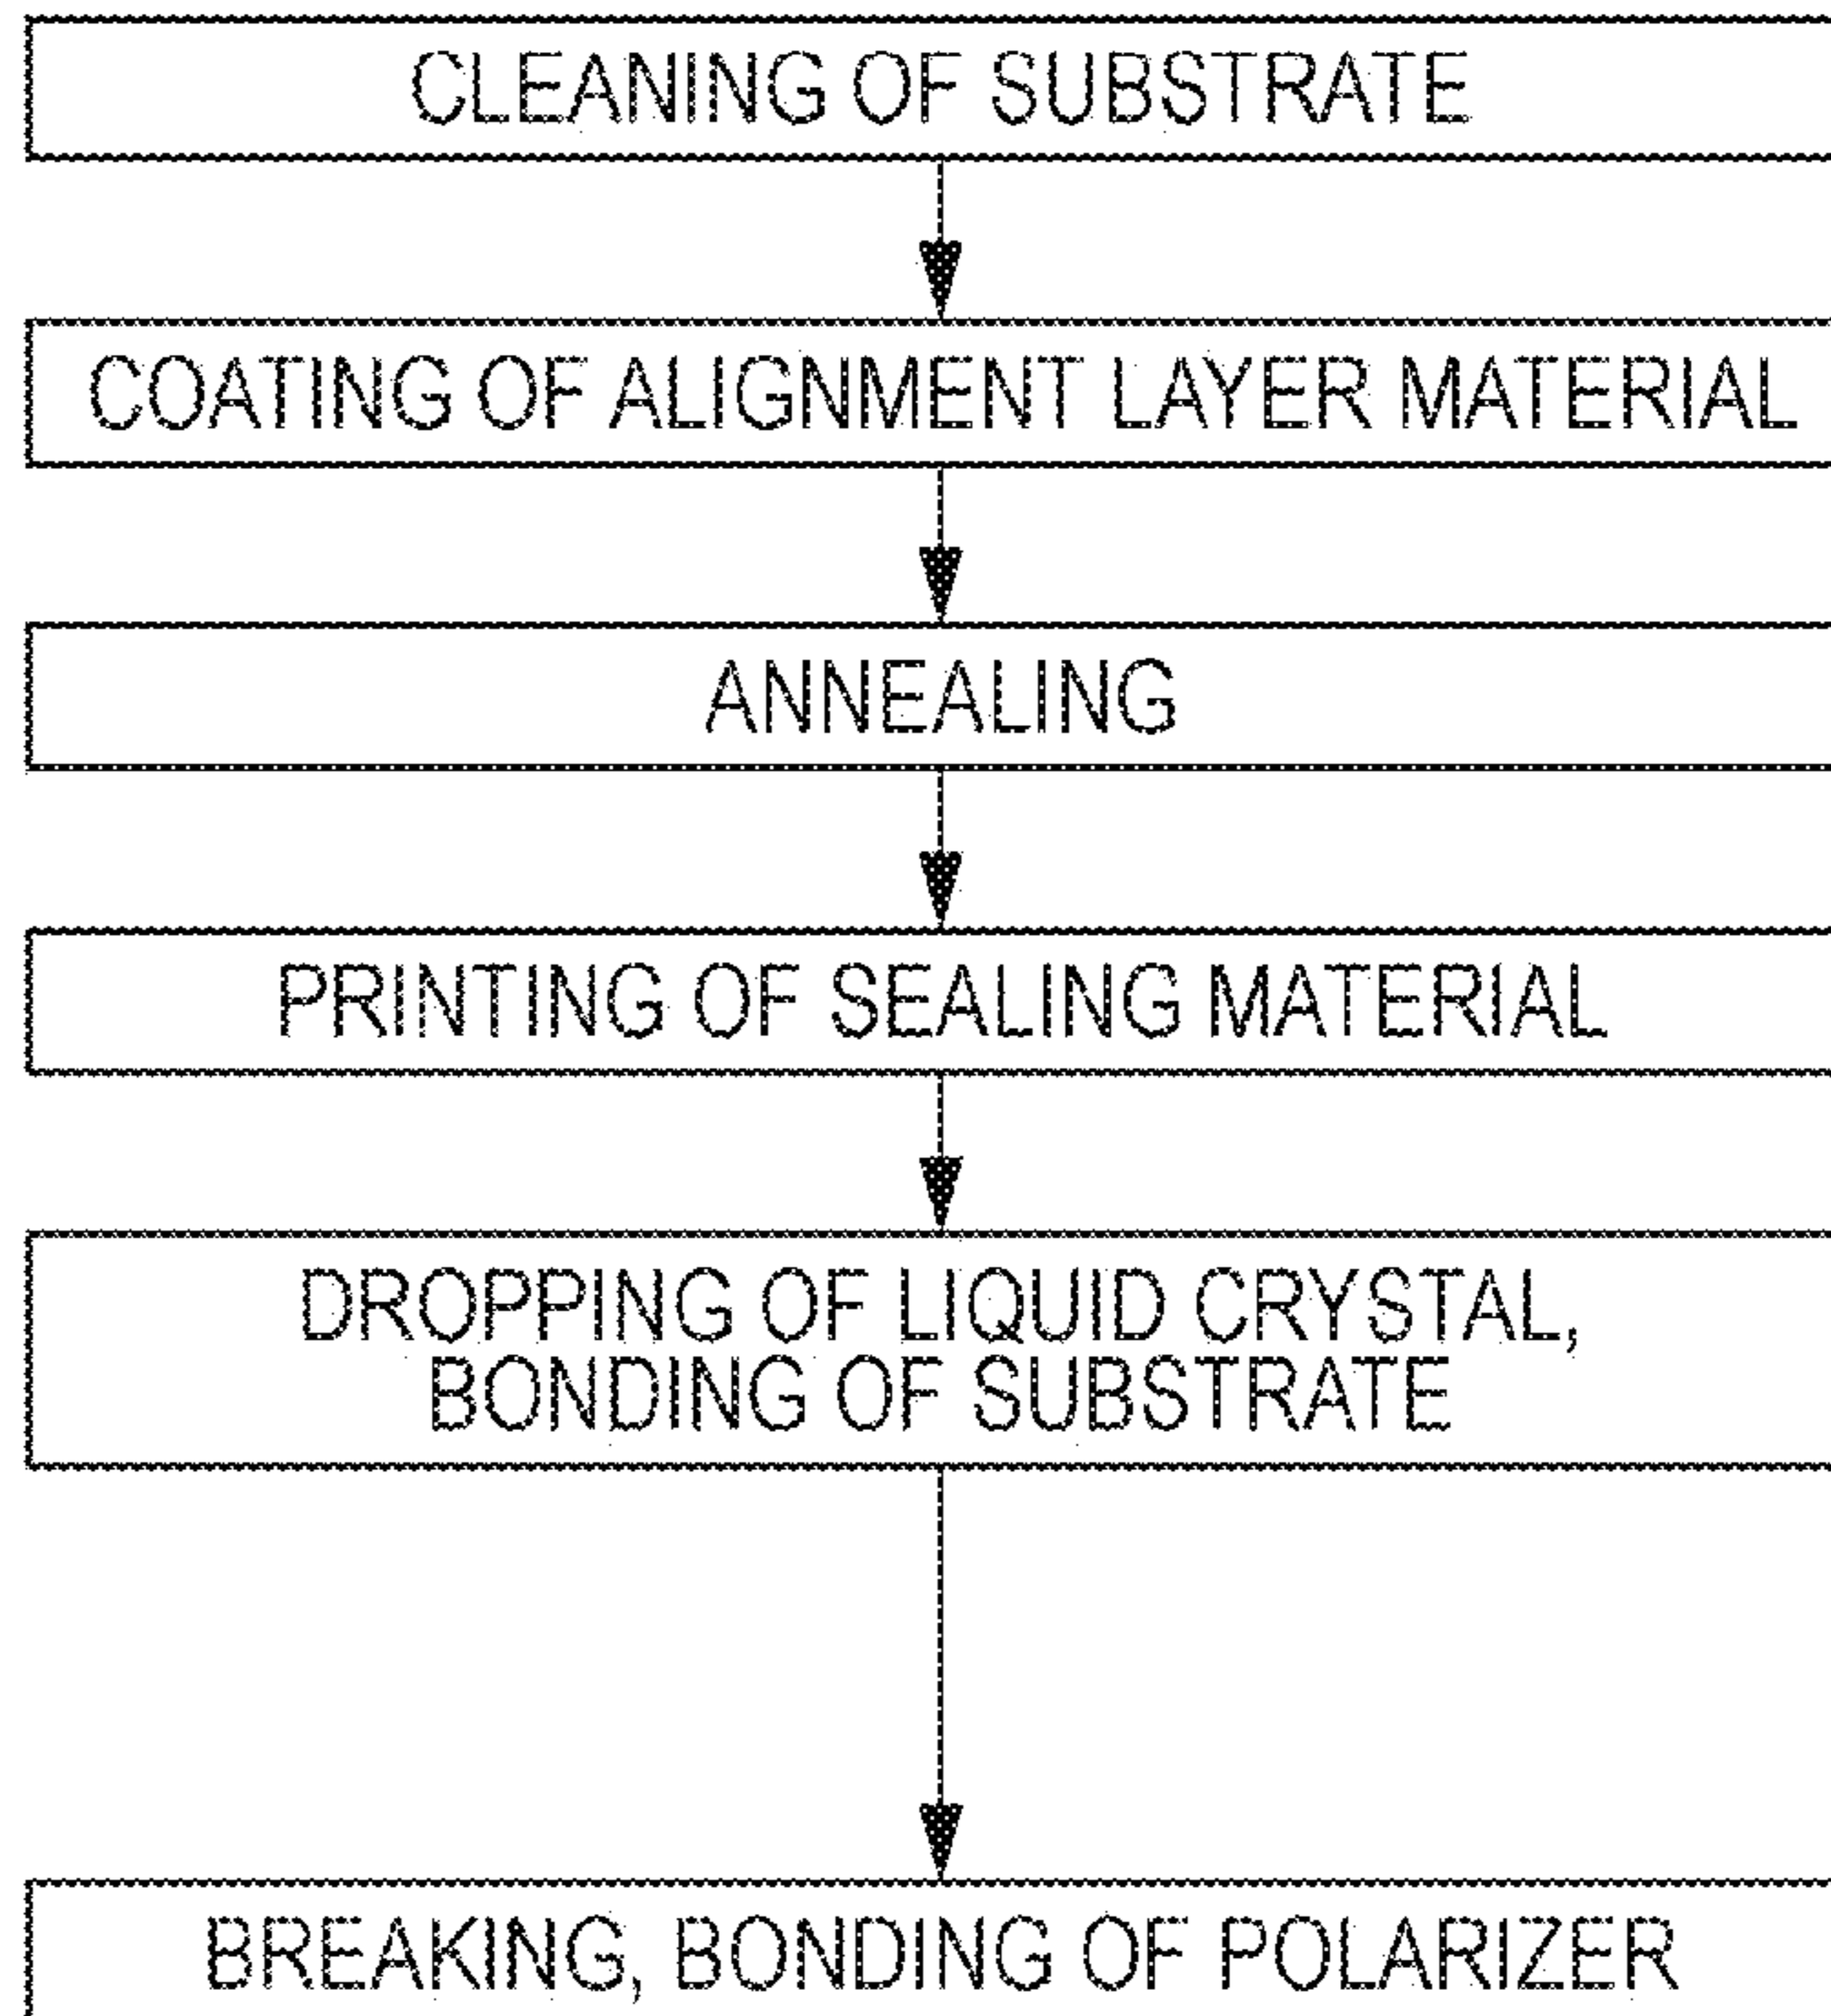 CLEANING OF SUBSTRATE
COATING OF ALIGNMENT LAYER MATERIAL
ANNEALING
PRINTING OF SEALING MATERIAL
DROPPING OF LIQUID CRYSTAL,
BONDING OF SUBSTRATE
BREAKING, BONDING OF POLARIZER